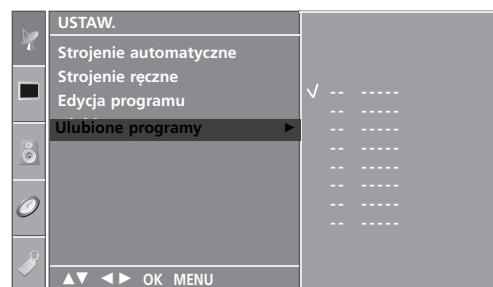 USTAW.
Strojenie automatyczne
Strojenie ręczne
Edycja programu
Ulubione programy ►
√ -- -----
-- -----
-- -----
-- -----
-- -----
-- -----
-- -----
-- -----
▲▼ ◄► OK MENU